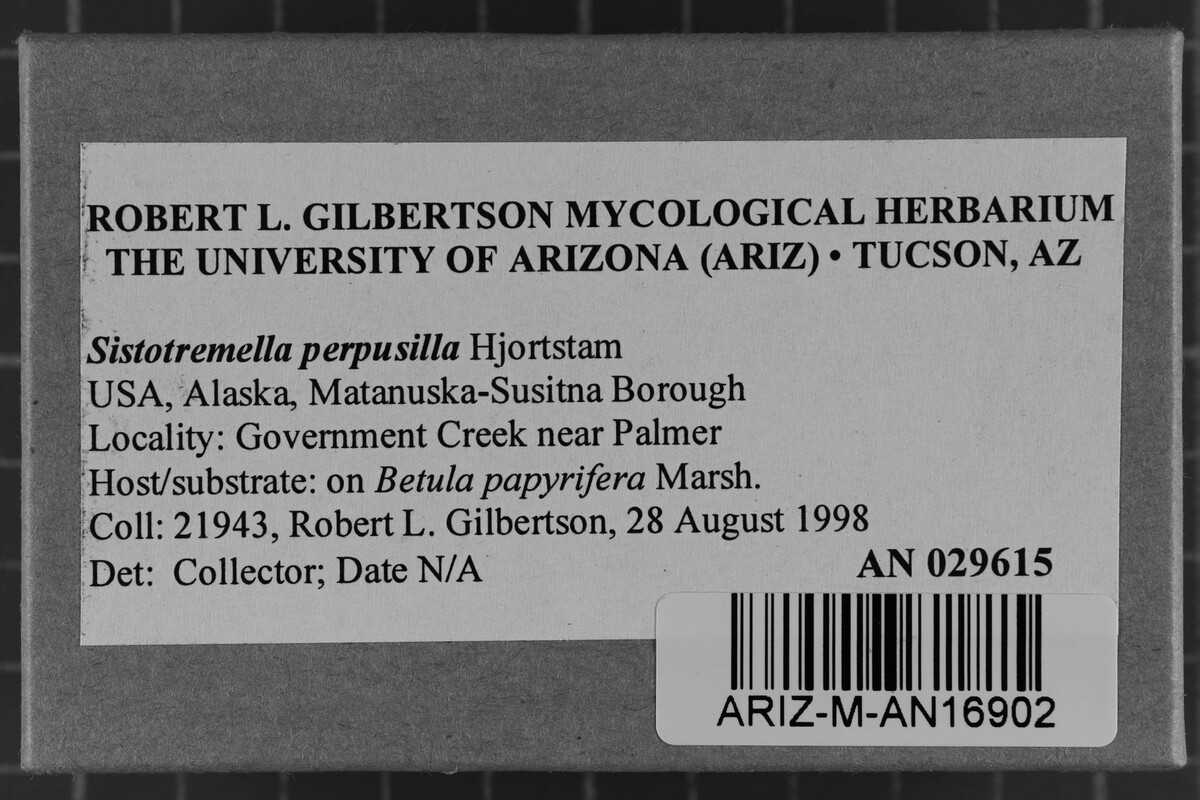 ROBERT L. GILBERTSON MYCOLOGICAL HERBARIUM
THE UNIVERSITY OF ARIZONA (ARIZ) • TUCSON, AZ
Sistotremella perpusilla Hjortstam
USA, Alaska, Matanuska-Susitna Borough
Locality: Government Creek near Palmer
Host/substrate: on Betula papyrifera Marsh.
Coll: 21943, Robert L. Gilbertson, 28 August 1998
Det: Collector; Date N/A
AN 029615
ARIZ-M-AN16902